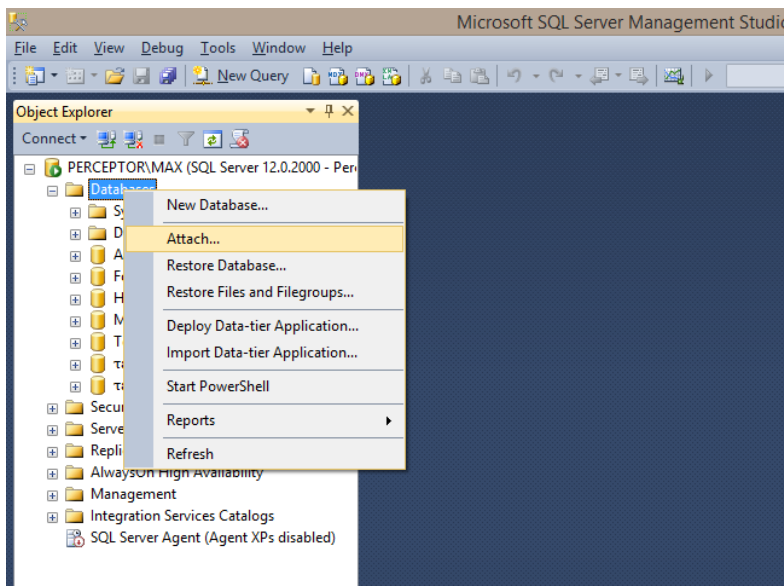 Microsoft SQL Server Management Studio
File Edit View Debug Tools Window Help
New Query
Object Explorer
Connect
PERCEPTOR\MAX (SQL Server 12.0.2000 - Per
Databases
New Database...
Attach...
Restore Database...
Restore Files and Filegroups...
Deploy Data-tier Application...
Import Data-tier Application...
Start PowerShell
Reports
Refresh
AlwaysOn High Availability
Management
Integration Services Catalogs
SQL Server Agent (Agent XPs disabled)